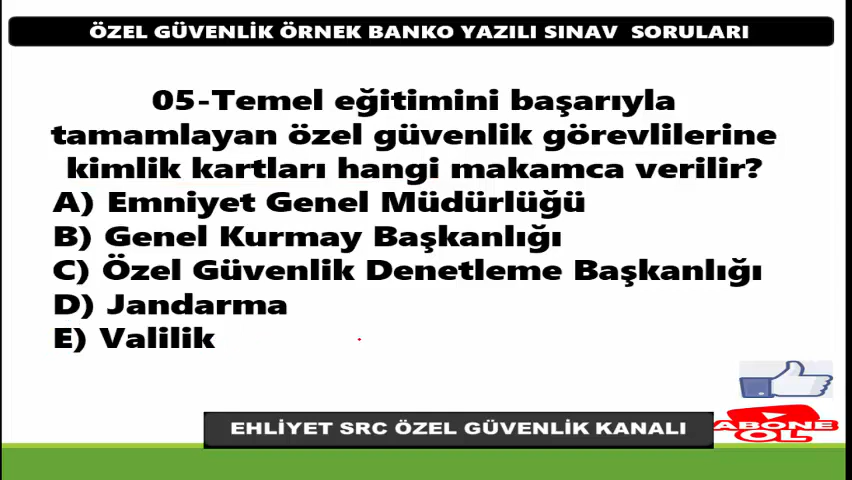 ÖZEL GÜVENLİK ÖRNEK BANKO YAZILI SINAV SORULARI
05-Temel eğitimini başarıyla
tamamlayan özel güvenlik görevlilerine
kimlik kartları hangi makamca verilir?
A) Emniyet Genel Müdürlüğü
B) Genel Kurmay Başkanlığı
C) Özel Güvenlik Denetleme Başkanlığı
D) Jandarma
E) Valilik
EHLİYET SRC ÖZEL GÜVENLİK KANALI
ABONE
OL